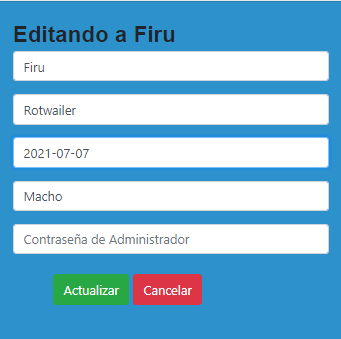 Editando a Firu
Firu
Rotwailer
2021-07-07
Macho
Contraseña de Administrador
Actualizar Cancelar